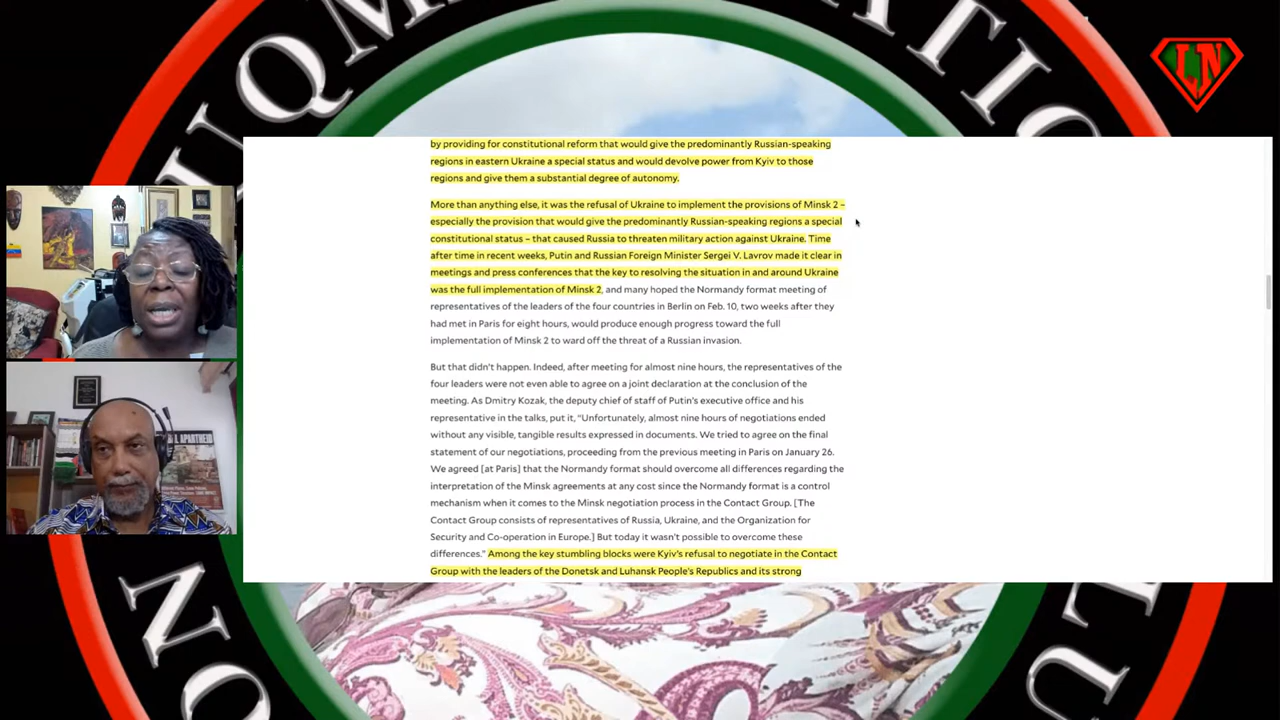 LUQMAN NATION
LN
by providing for constitutional reform that would give the predominantly Russian-speaking
regions in eastern Ukraine a special status and would devolve power from Kyiv to those
regions and give them a substantial degree of autonomy.
More than anything else, it was the refusal of Ukraine to implement the provisions of Minsk 2 –
especially the provision that would give the predominantly Russian-speaking regions a special
constitutional status – that caused Russia to threaten military action against Ukraine. Time
after time in recent weeks, Putin and Russian Foreign Minister Sergei V. Lavrov made it clear in
meetings and press conferences that the key to resolving the situation in and around Ukraine
was the full implementation of Minsk 2, and many hoped the Normandy format meeting of
representatives of the leaders of the four countries in Berlin on Feb. 10, two weeks after they
had met in Paris for eight hours, would produce enough progress toward the full
implementation of Minsk 2 to ward off the threat of a Russian invasion.
But that didn't happen. Indeed, after meeting for almost nine hours, the representatives of the
four leaders were not even able to agree on a joint declaration at the conclusion of the
meeting. As Dmitry Kozak, the deputy chief of staff of Putin's executive office and his
representative in the talks, put it, "Unfortunately, almost nine hours of negotiations ended
without any visible, tangible results expressed in documents. We tried to agree on the final
statement of our negotiations, proceeding from the previous meeting in Paris on January 26.
We agreed [at Paris] that the Normandy format should overcome all differences regarding the
interpretation of the Minsk agreements at any cost since the Normandy format is a control
mechanism when it comes to the Minsk negotiation process in the Contact Group. [The
Contact Group consists of representatives of Russia, Ukraine, and the Organization for
Security and Co-operation in Europe.] But today it wasn't possible to overcome these
differences." Among the key stumbling blocks were Kyiv's refusal to negotiate in the Contact
Group with the leaders of the Donetsk and Luhansk People's Republics and its strong
APARTHEID